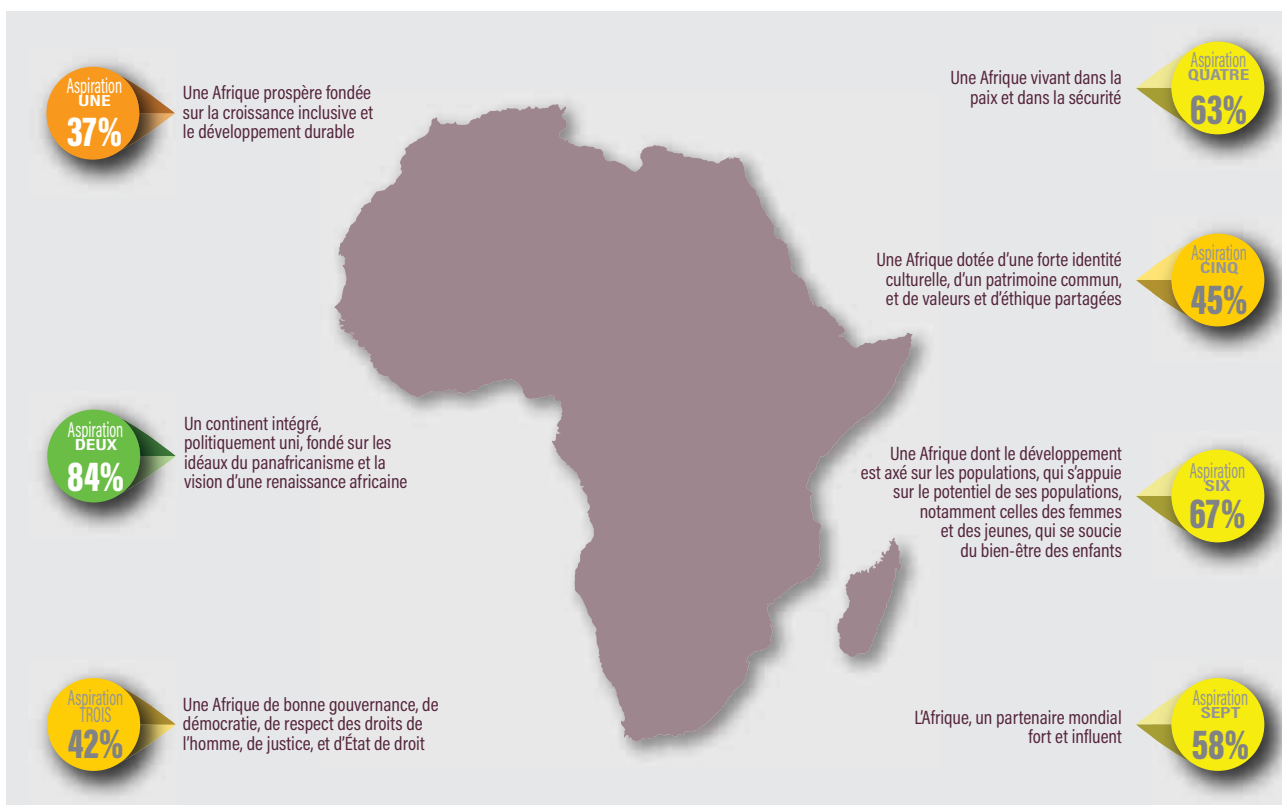 Aspiration
UNE
37%
Une Afrique prospère fondée
sur la croissance inclusive et
le développement durable
Aspiration
DEUX
84%
Un continent intégré,
politiquement uni, fondé sur les
idéaux du panafricanisme et la
vision d'une renaissance africaine
Aspiration
TROIS
42%
Une Afrique de bonne gouvernance, de
démocratie, de respect des droits de
l'homme, de justice, et d'État de droit
Aspiration
QUATRE
63%
Une Afrique vivant dans la
paix et dans la sécurité
Aspiration
CINQ
45%
Une Afrique dotée d'une forte identité
culturelle, d'un patrimoine commun,
et de valeurs et d'éthique partagées
Aspiration
SIX
67%
Une Afrique dont le développement
est axé sur les populations, qui s'appuie
sur le potentiel de ses populations,
notamment celles des femmes
et des jeunes, qui se soucie
du bien-être des enfants
Aspiration
SEPT
58%
L'Afrique, un partenaire mondial
fort et influent